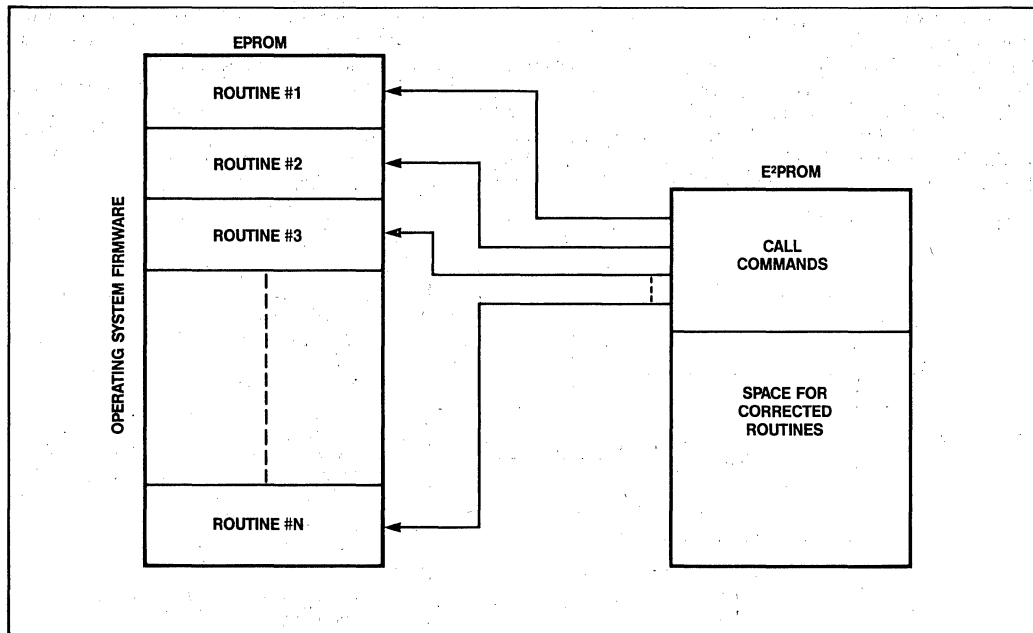 EPROM
OPERATING SYSTEM FIRMWARE
ROUTINE #1
ROUTINE #2
ROUTINE #3
ROUTINE #N
E²PROM
CALL
COMMANDS
SPACE FOR
CORRECTED
ROUTINES